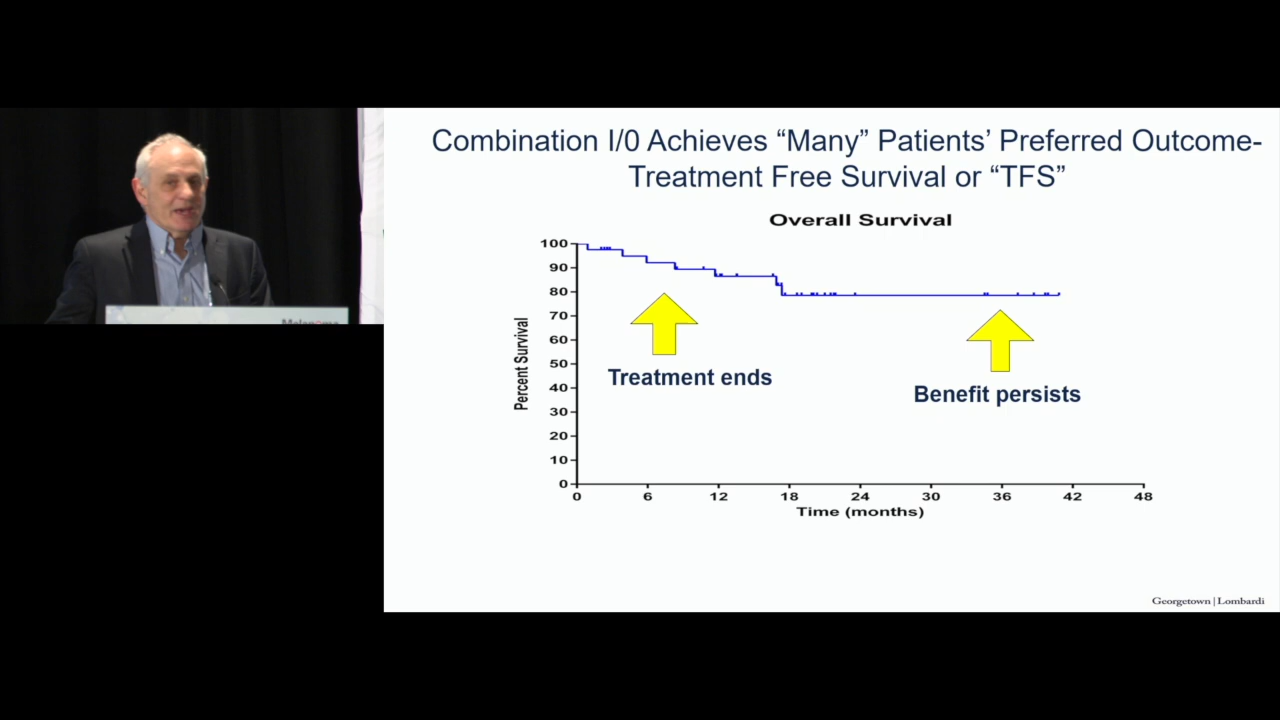 Combination I/0 Achieves “Many” Patients’ Preferred Outcome-
Treatment Free Survival or “TFS”
Overall Survival
100
90
80
70
60
50
40
30
20
10
0
Percent Survival
Treatment ends
Benefit persists
0 6 12 18 24 30 36 42 48
Time (months)
Georgetown|Lombardi